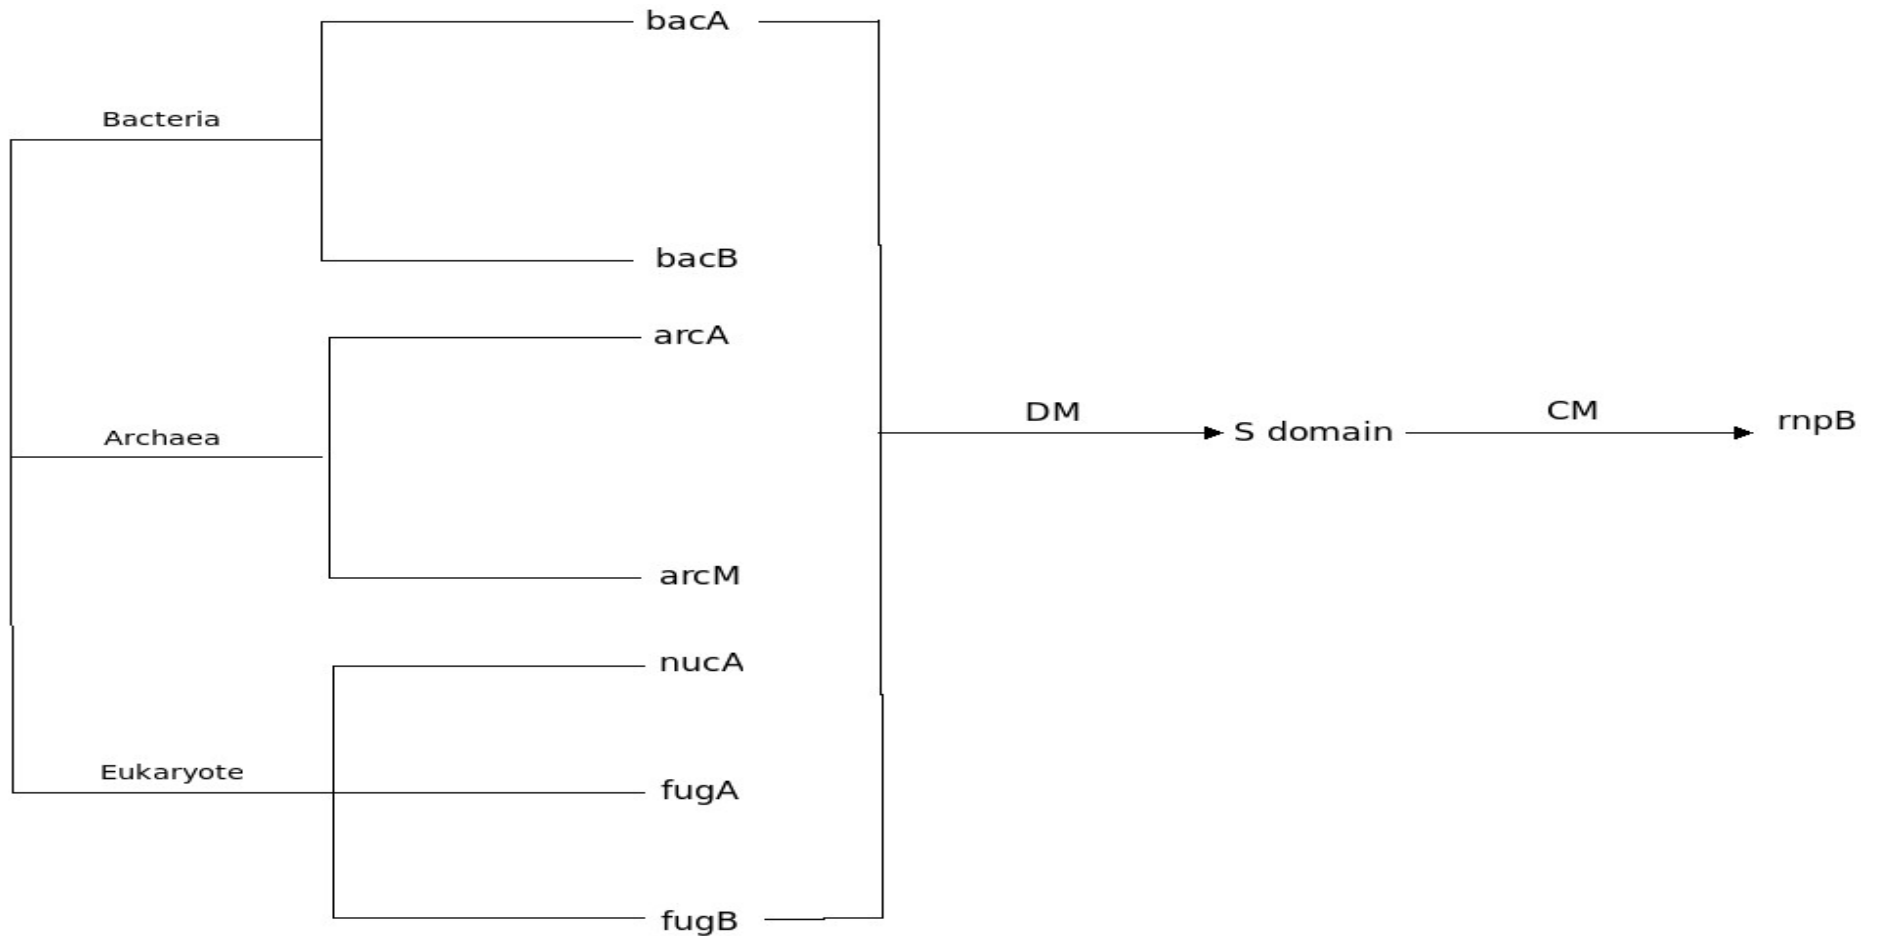 bacA
Bacteria
bacB
arcA
DM
CM
rnpB
S domain
Archaea
arcM
nucA
Eukaryote
fugA
fugB